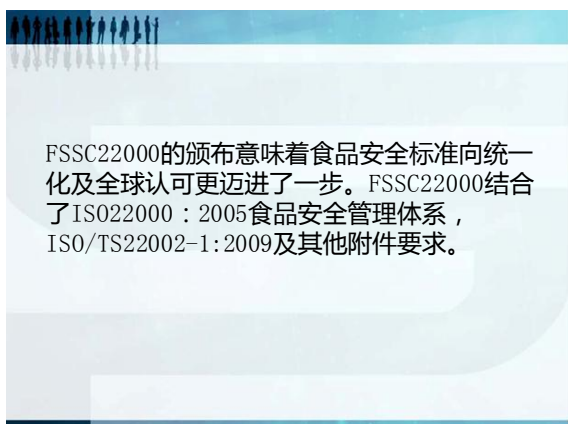 FSSC22000的颁布意味着食品安全标准向统一
化及全球认可更迈进了一步。FSSC22000结合
了ISO22000：2005食品安全管理体系，
ISO/TS22002-1:2009及其他附件要求。